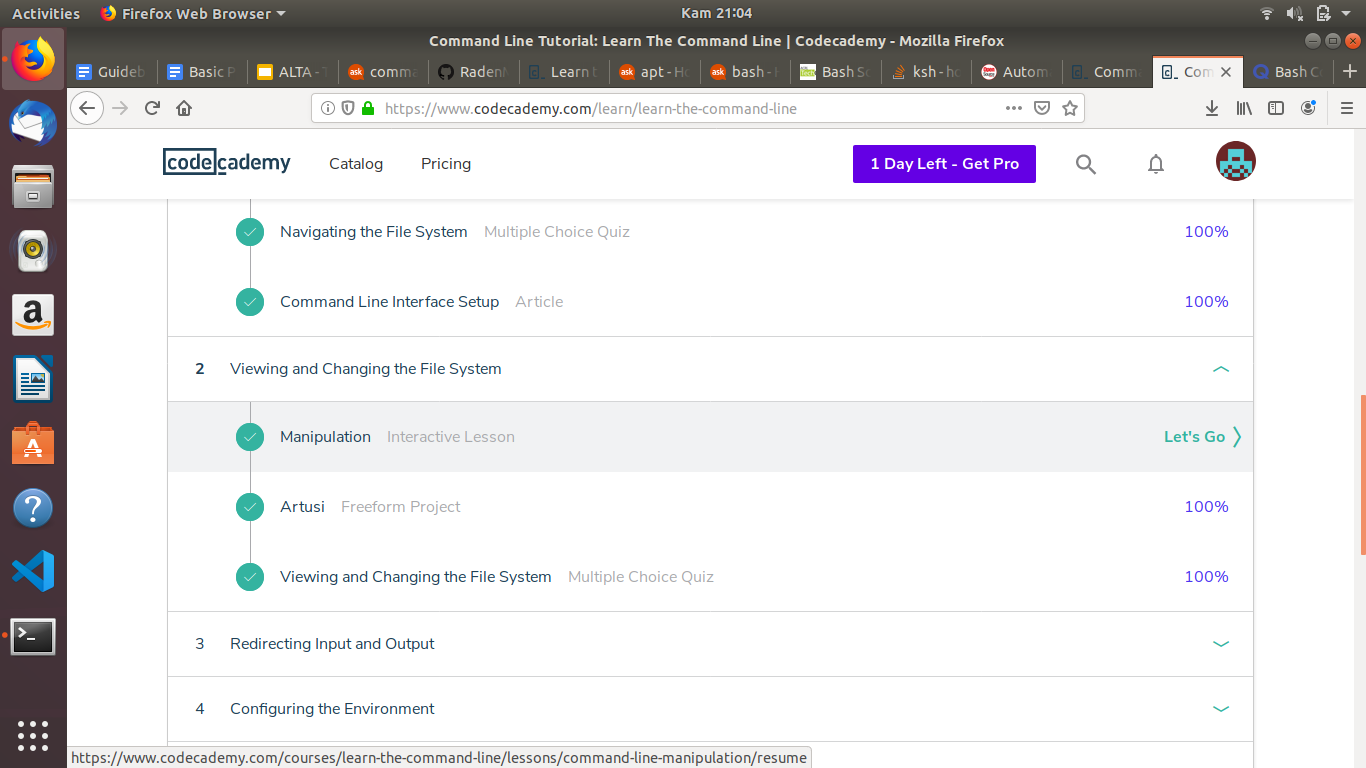 Activities Firefox Web Browser Kam 21:04
Command Line Tutorial: Learn The Command Line | Codecademy - Mozilla Firefox
Guideb Basic P ALTA - T comma RadenM Learn t apt - Ho bash - H Bash Sc ksh - ho Autom Comma Com Bash Co
https://www.codecademy.com/learn/learn-the-command-line
codecademy Catalog Pricing 1 Day Left - Get Pro
Navigating the File System Multiple Choice Quiz 100%
Command Line Interface Setup Article 100%
2 Viewing and Changing the File System
Manipulation Interactive Lesson Let's Go
Artusi Freeform Project 100%
Viewing and Changing the File System Multiple Choice Quiz 100%
3 Redirecting Input and Output
4 Configuring the Environment
https://www.codecademy.com/courses/learn-the-command-line/lessons/command-line-manipulation/resume